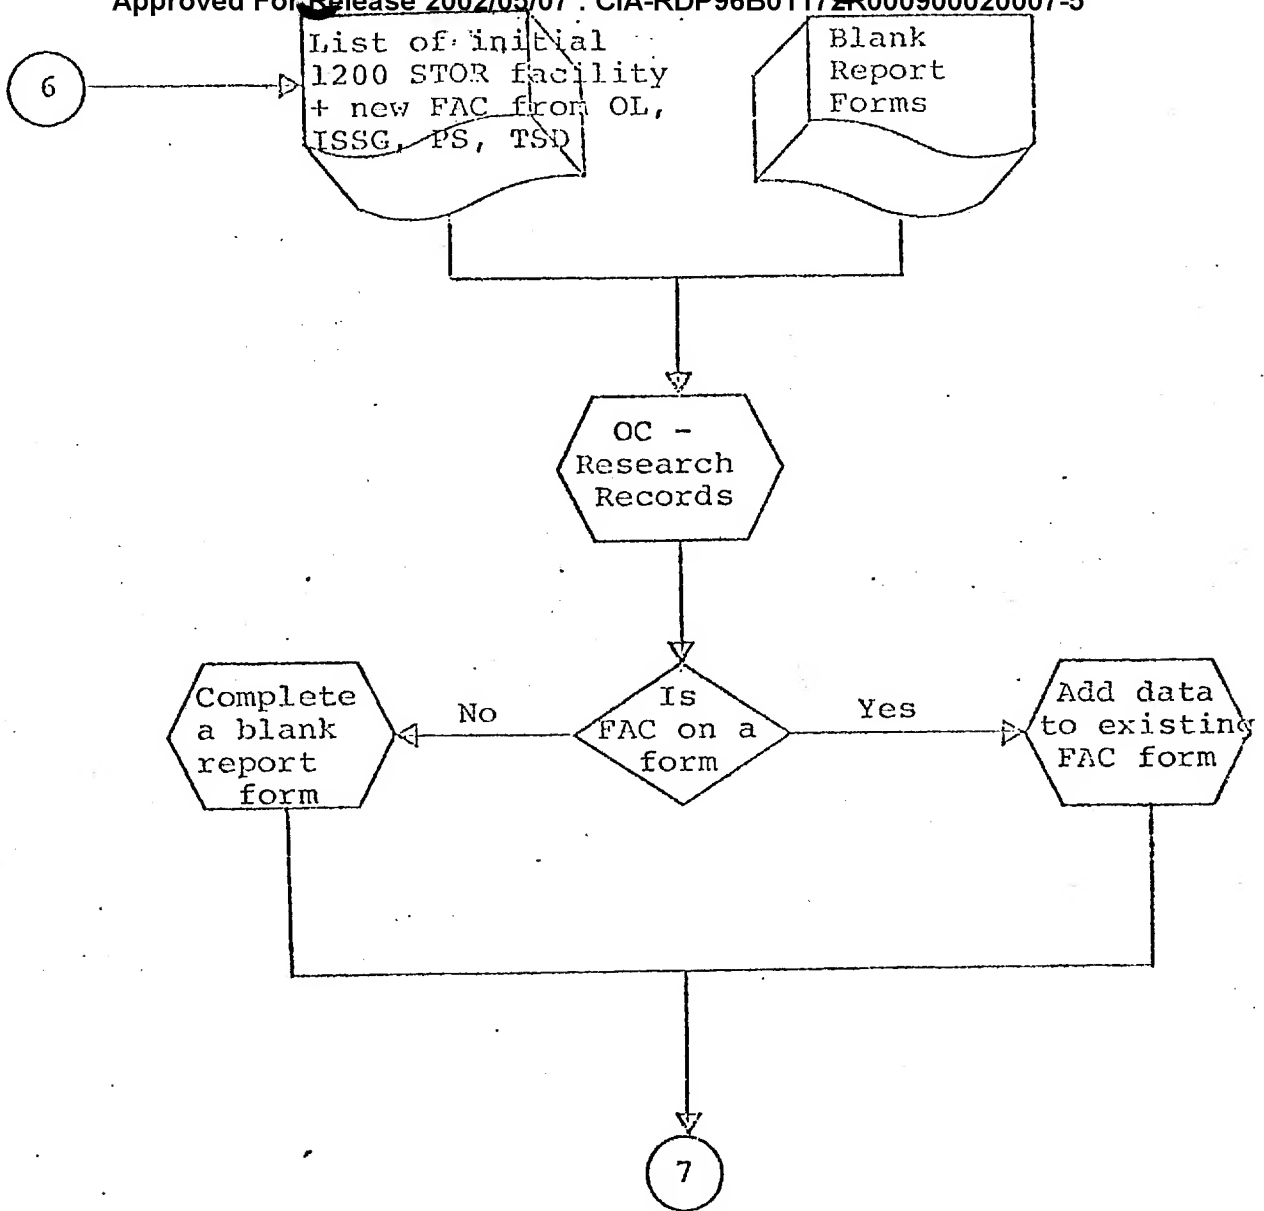 Approved For Release 2002/05/07 : CIA-RDP96B01172R000900020007-5
6
List of initial
1200 STOR facility
+ new FAC from OL,
ISSG, PS, TSD
Blank
Report
Forms
OC -
Research
Records
Complete
a blank
report
form
No
Is
FAC on a
form
Yes
Add data
to existing
FAC form
7